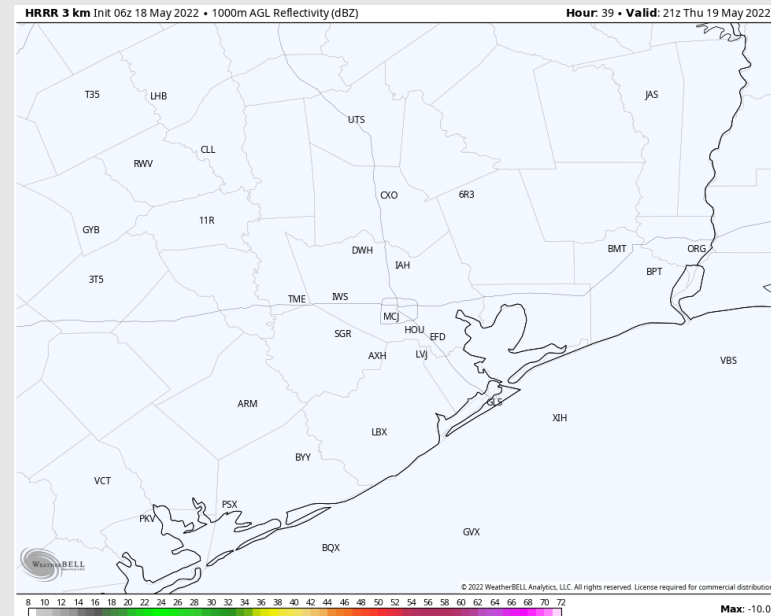 HRRR 3 km Init 06z 18 May 2022 • 1000m AGL Reflectivity (dBZ) Hour: 39 • Valid: 21z Thu 19 May 2022
T35 LHB JAS
UTS
CLL
RWV
CXO 6R3
11R
GYB
DWH BMT ORG
IAH
BPT
3T5
TME IWS
MCJ
SGR HOU EFD
AXH LVJ
VBS
ARM GLS
XIH
LBX
BYY
VCT
PSX
PKV
GVX
BQX
WEATHERBELL
© 2022 WeatherBELL Analytics, LLC. All rights reserved. License required for commercial distribution
8 10 12 14 16 18 20 22 24 26 28 30 32 34 36 38 40 42 44 46 48 50 52 54 56 58 60 62 64 66 68 70 72
Max: -10.0